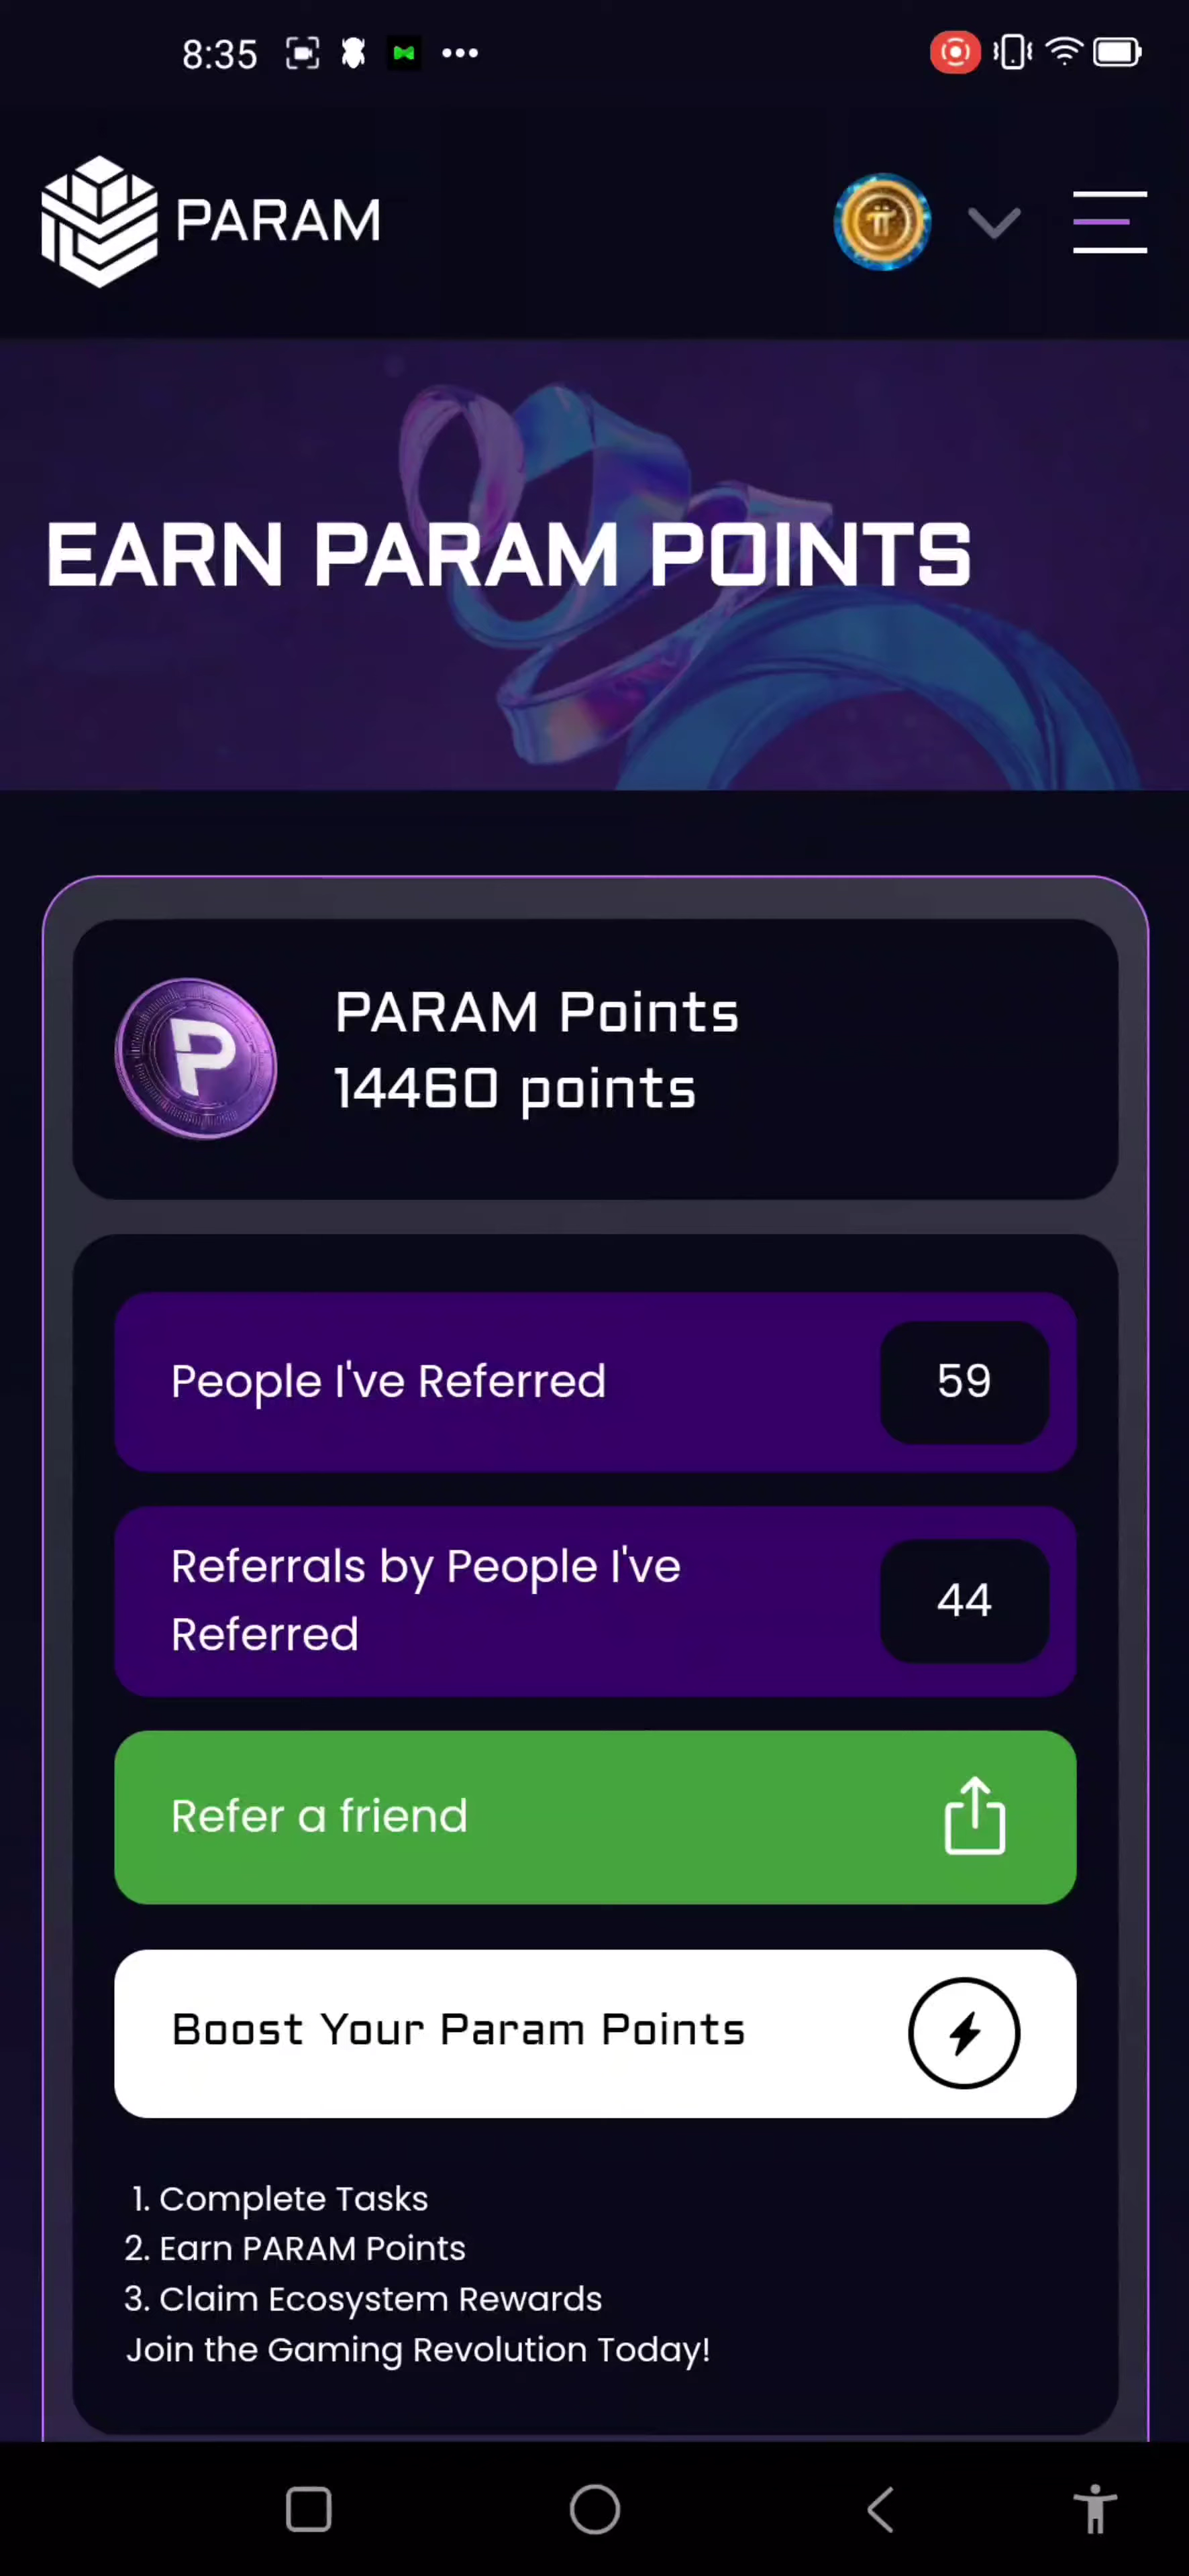 8:35
PARAM
EARN PARAM POINTS
PARAM Points
14460 points
People I've Referred
59
Referrals by People I've
Referred
44
Refer a friend
Boost Your Param Points
1. Complete Tasks
2. Earn PARAM Points
3. Claim Ecosystem Rewards
Join the Gaming Revolution Today!